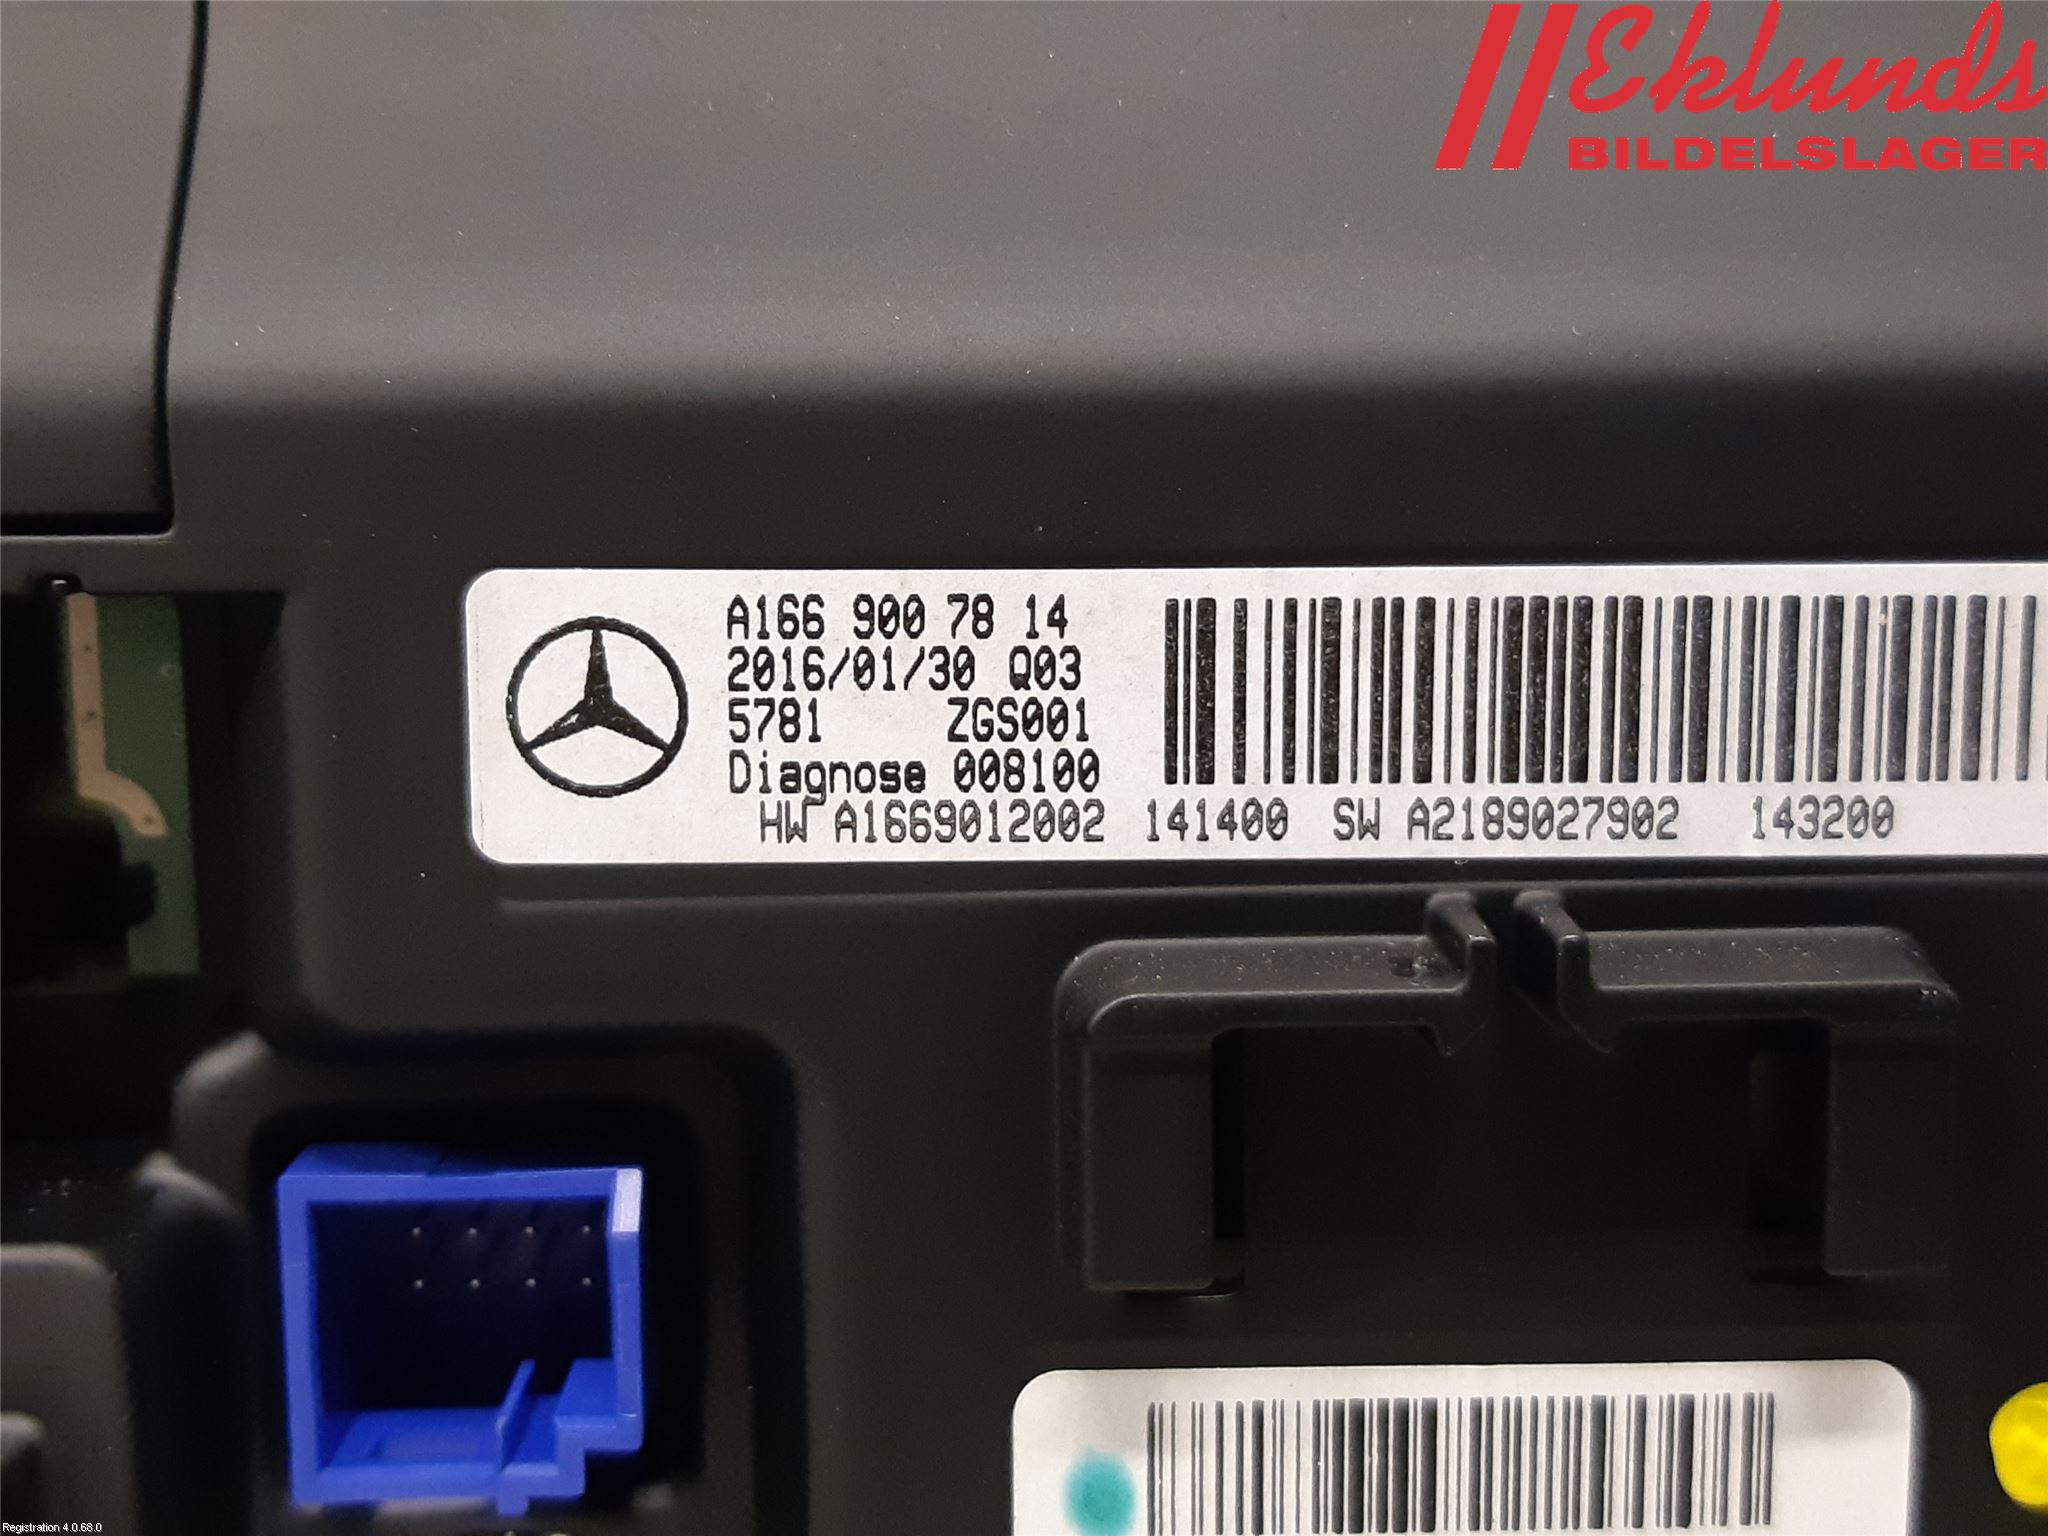 Eklunds
BILDELSLAGER
A166 900 78 14
2016/01/30 Q03
5781 ZGS001
Diagnose 008100
HW A1669012002 141400 SW A2189027902 143200
Registration 4.0.68.0